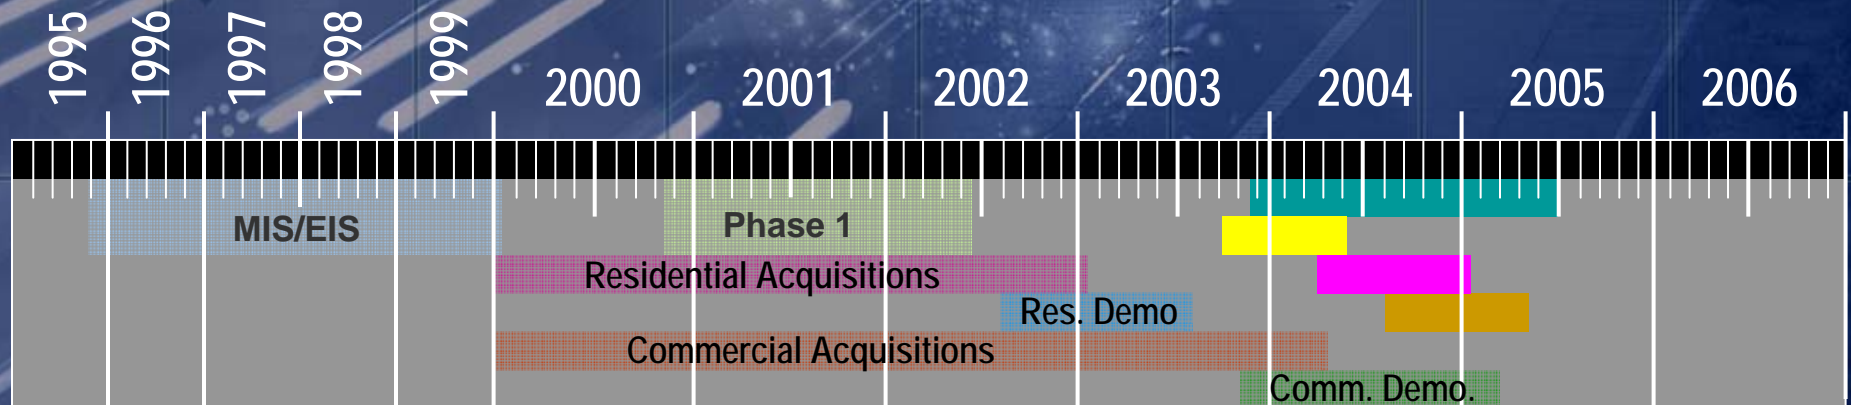 1995 1996 1997 1998 1999 2000 2001 2002 2003 2004 2005 2006
MIS/EIS Phase 1
Residential Acquisitions
Res. Demo
Commercial Acquisitions
Comm. Demo.